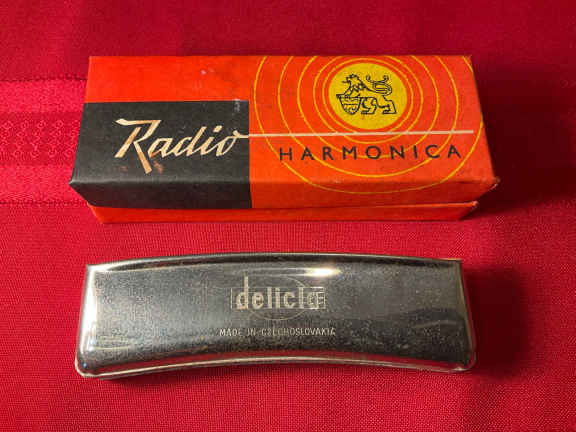 Radio
HARMONICA
delicia
MADE IN CZECHOSLOVAKIA